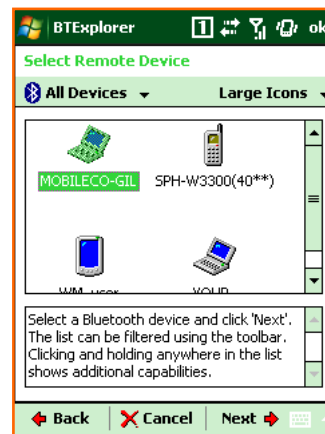 BTExplorer 1 ok
Select Remote Device
All Devices Large Icons
MOBILECO-GIL SPH-W3300(40**)
WM_user YOUR
Select a Bluetooth device and click 'Next'.
The list can be filtered using the toolbar.
Clicking and holding anywhere in the list
shows additional capabilities.
Back Cancel Next